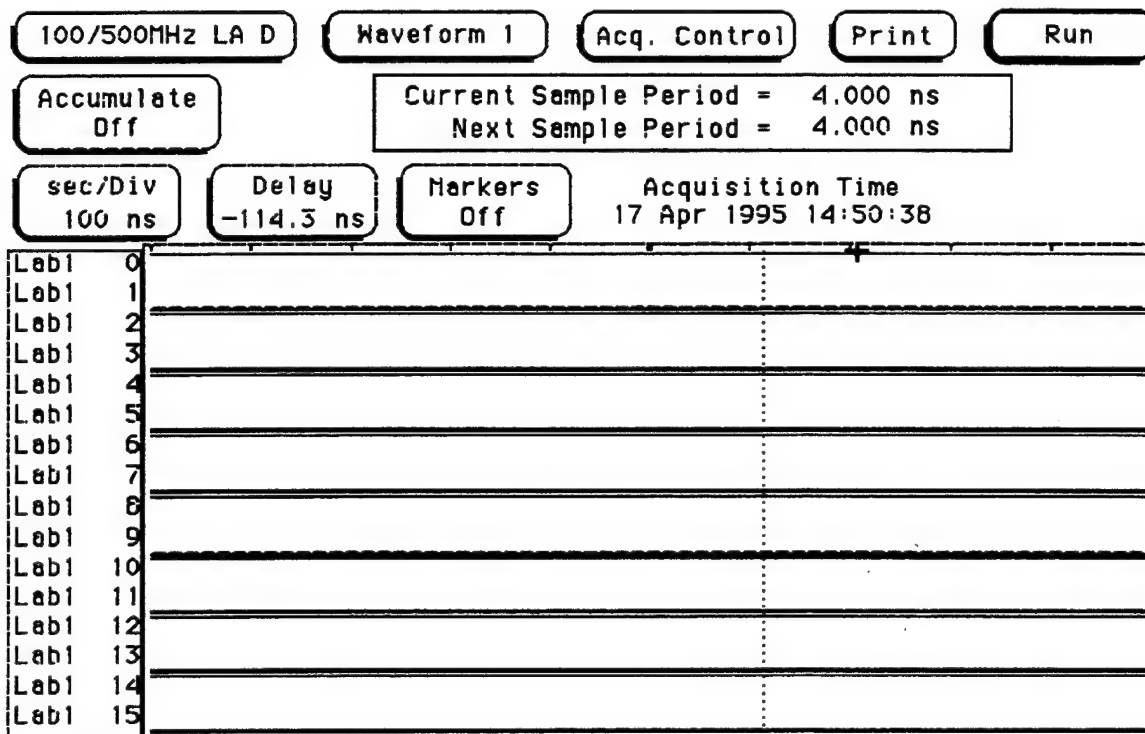 100/500MHz LA D Waveform 1 Acq. Control Print Run
Accumulate
Off
Current Sample Period = 4.000 ns
Next Sample Period = 4.000 ns
sec/Div
100 ns
Delay
-114.3 ns
Markers
Off
Acquisition Time
17 Apr 1995 14:50:38
Lab1 0
Lab1 1
Lab1 2
Lab1 3
Lab1 4
Lab1 5
Lab1 6
Lab1 7
Lab1 8
Lab1 9
Lab1 10
Lab1 11
Lab1 12
Lab1 13
Lab1 14
Lab1 15